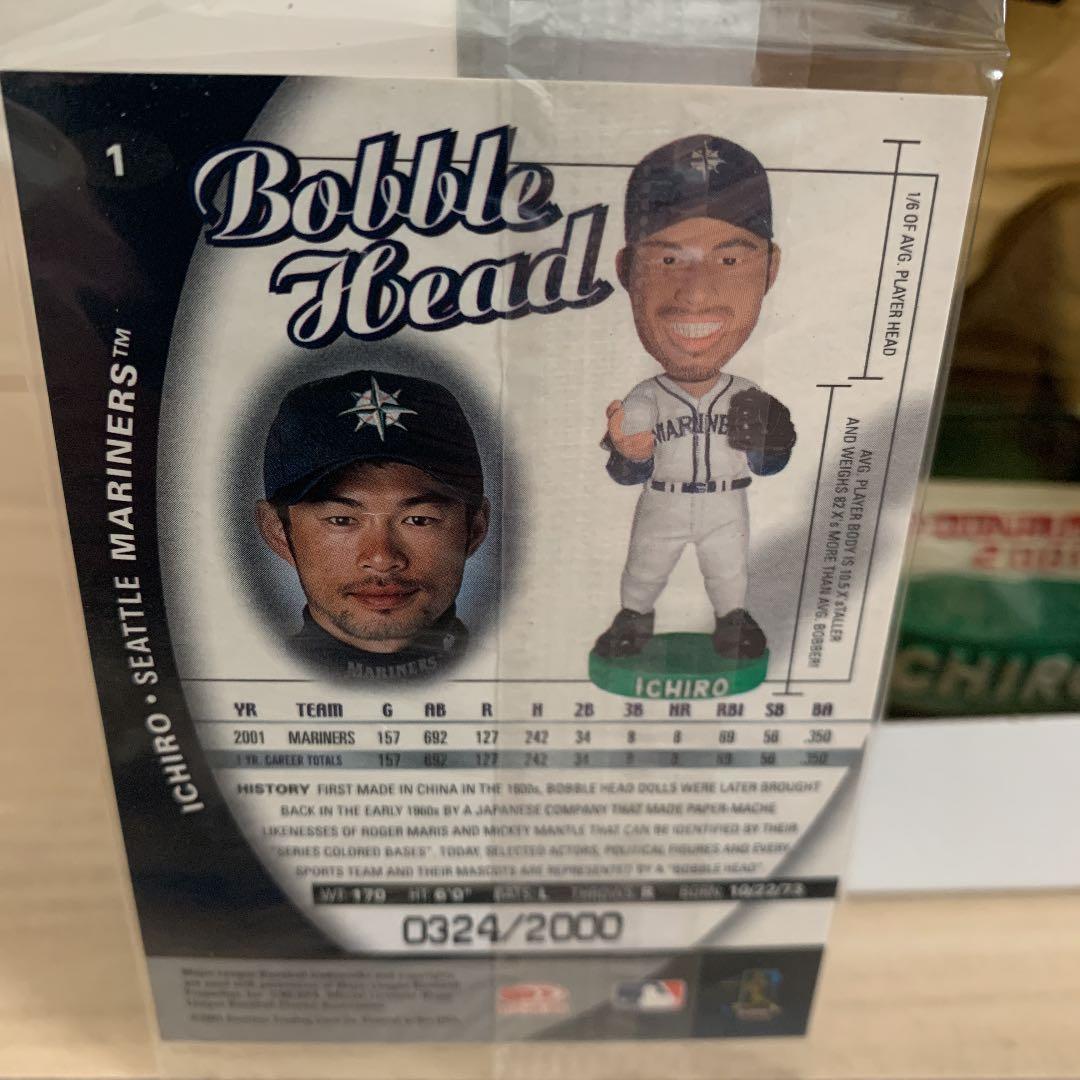 1
Bobble
Head
ICHIRO • SEATTLE MARINERS™
1/6 OF AVG. PLAYER HEAD
AVG. PLAYER BODY IS 10.5 X's TALLER
AND WEIGHS 82 X's MORE THAN AVG. BOBBER!
MARINERS
MARINERS
ICHIRO
YR TEAM G AB R H 2B 3B HR RBI SB BA
2001 MARINERS 157 692 127 242 34 8 8 69 56 .350
1 YR. CAREER TOTALS 157 692 127 242 34 8 8 69 56 .350
HISTORY FIRST MADE IN CHINA IN THE BOBBLE HEAD DOLLS WERE LATER BROUGHT
BACK IN THE EARLY 1960s BY A JAPANESE COMPANY THAT MADE PAPER-MACHE
LIKENESSES OF ROGER MARIS AND MICKEY MANTLE THAT CAN BE IDENTIFIED BY THEIR
"SERIES COLORED BASES". TODAY, SELECTED ACTORS, POLITICAL FIGURES AND EVERY
SPORTS TEAM AND THEIR MASCOTS ARE REPRESENTED BY A "BOBBLE HEAD"
WT: 170 HT: 6'0" BATS: L THROWS: R BORN: 10/22/73
0324/2000
2001
ICHIRO